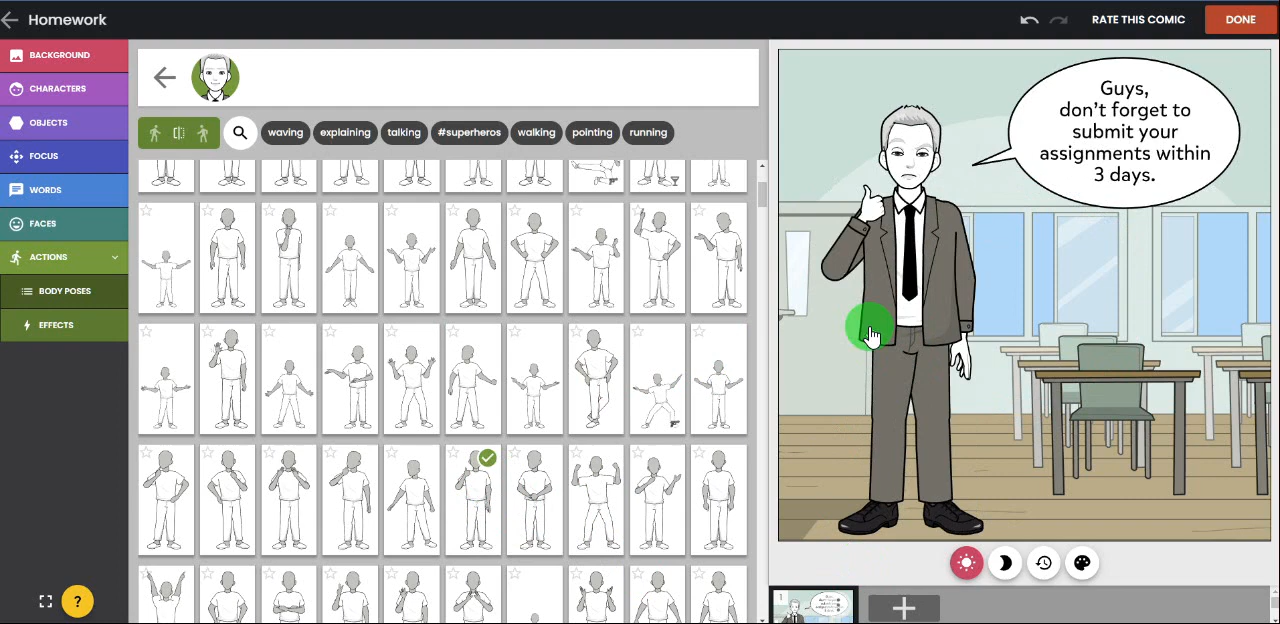 Homework
RATE THIS COMIC
DONE
BACKGROUND
CHARACTERS
OBJECTS
FOCUS
WORDS
FACES
ACTIONS
BODY POSES
EFFECTS
waving
explaining
talking
#superheros
walking
pointing
running
Guys,
don't forget to
submit your
assignments within
3 days.
?
1